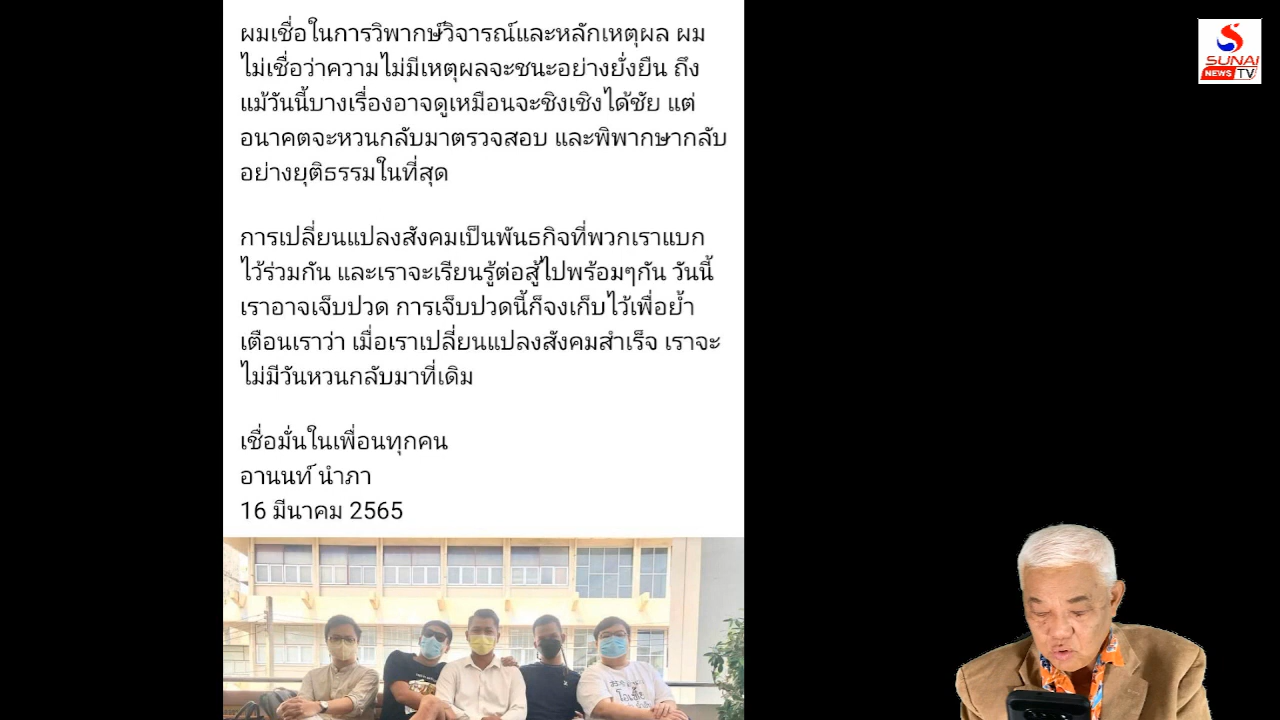 ผมเชื่อในการวิพากษ์วิจารณ์และหลักเหตุผล ผม
ไม่เชื่อว่าความไม่มีเหตุผลจะชนะอย่างยั่งยืน ถึง
แม้วันนี้บางเรื่องอาจดูเหมือนจะชิงเชิงได้ชัย แต่
อนาคตจะหวนกลับมาตรวจสอบ และพิพากษากลับ
อย่างยุติธรรมในที่สุด
การเปลี่ยนแปลงสังคมเป็นพันธกิจที่พวกเราแบก
ไว้ร่วมกัน และเราจะเรียนรู้ต่อสู้ไปพร้อมๆกัน วันนี้
เราอาจเจ็บปวด การเจ็บปวดนี้ก็จงเก็บไว้เพื่อย้ำ
เตือนเราว่า เมื่อเราเปลี่ยนแปลงสังคมสำเร็จ เราจะ
ไม่มีวันหวนกลับมาที่เดิม
เชื่อมั่นในเพื่อนทุกคน
อานนท์ นำภา
16 มีนาคม 2565
SUNAI
NEWS TV